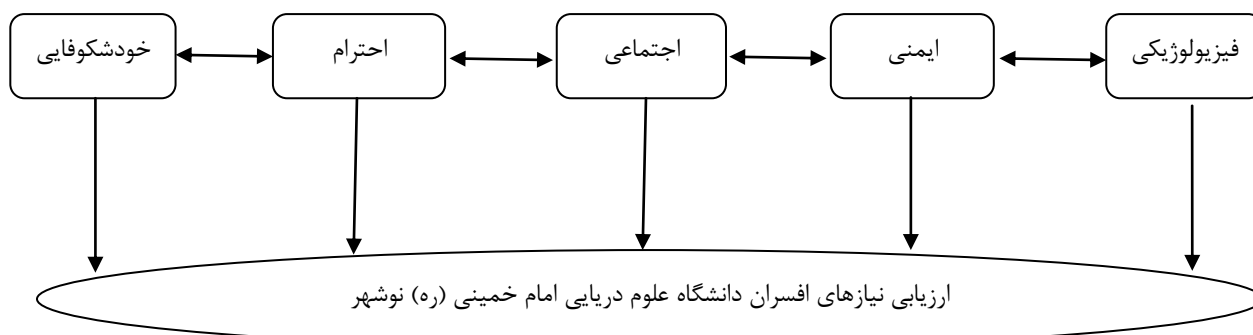 فیزیولوژیکی
ایمنی
اجتماعی
احترام
خودشکوفایی
ارزیابی نیازهای افسران دانشگاه علوم دریایی امام خمینی (ره) نوشهر